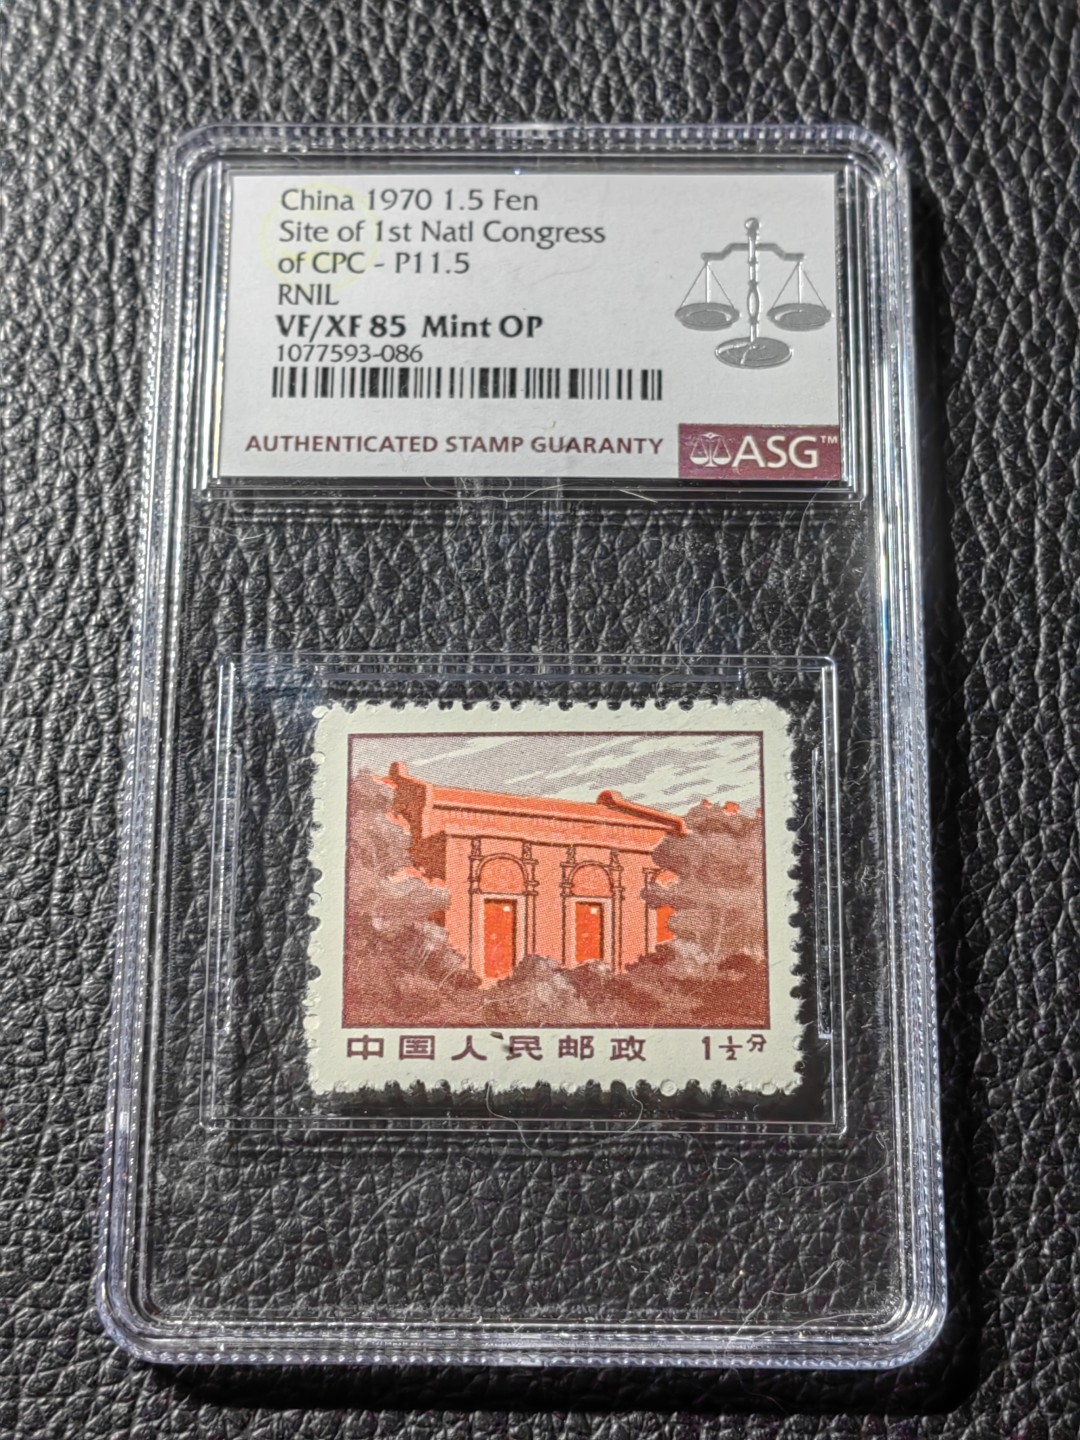 China 1970 1.5 Fen
Site of 1st Natl Congress
of CPC - P11.5
RNIL
VF/XF 85 Mint OP
1077593-086
AUTHENTICATED STAMP GUARANTY
ASG™
中国人民邮政 1½分